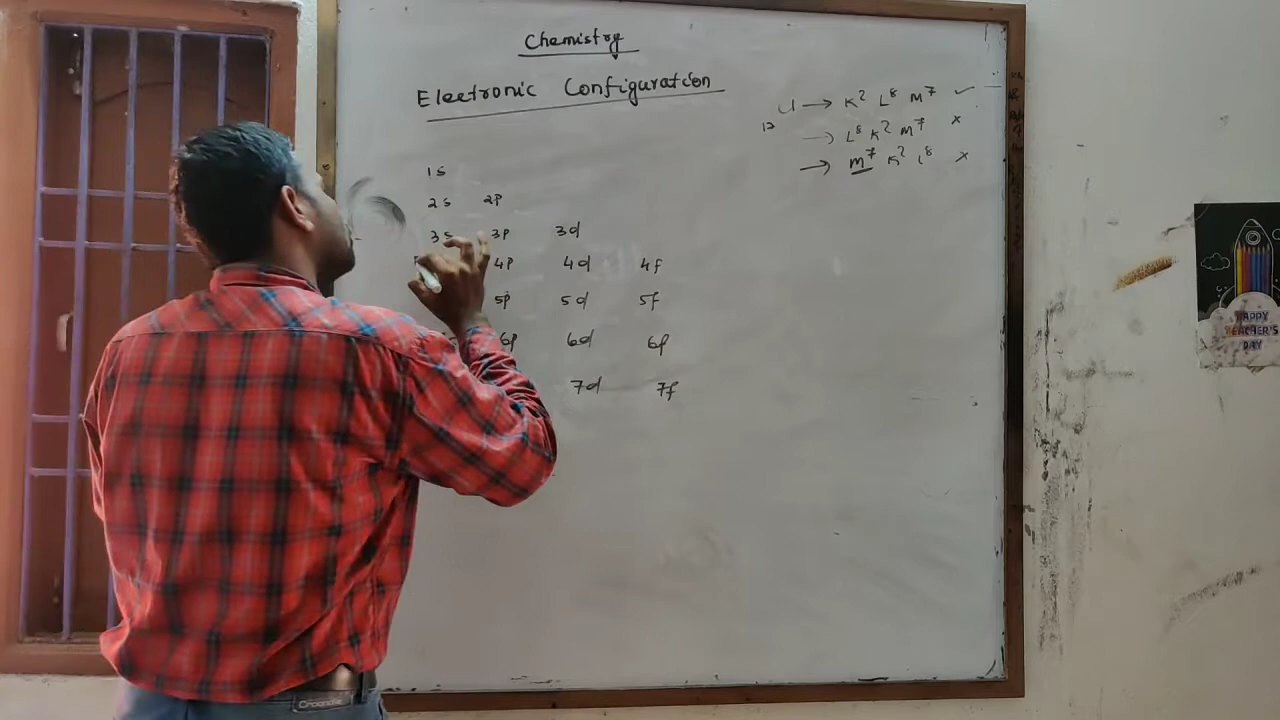 Chemistry
Electronic Configuration
Cl → K² L⁸ M⁷ ✓
17
→ L⁸ K² M⁷ ×
→ M⁷ K² L⁸ ×
1s
2s 2p
3s 3p 3d
4p 4d 4f
5p 5d 5f
6p 6d 6f
7d 7f
HAPPY
TEACHER'S
DAY
Crocodile